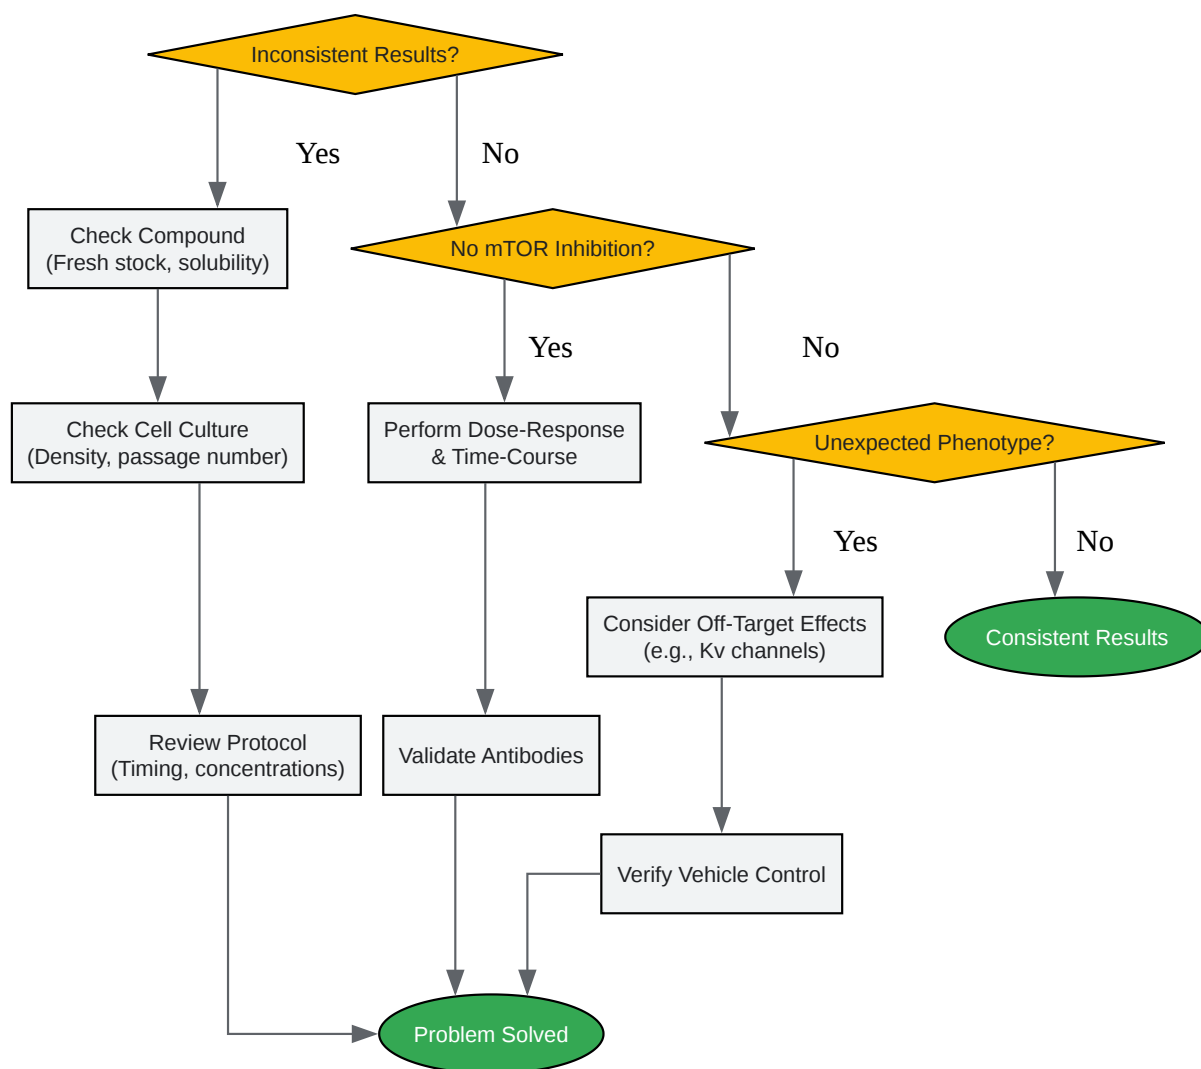 Inconsistent Results?
Yes
No
Check Compound
(Fresh stock, solubility)
No mTOR Inhibition?
Yes
No
Check Cell Culture
(Density, passage number)
Perform Dose-Response
& Time-Course
Unexpected Phenotype?
Yes
No
Consider Off-Target Effects
(e.g., Kv channels)
Consistent Results
Review Protocol
(Timing, concentrations)
Validate Antibodies
Verify Vehicle Control
Problem Solved